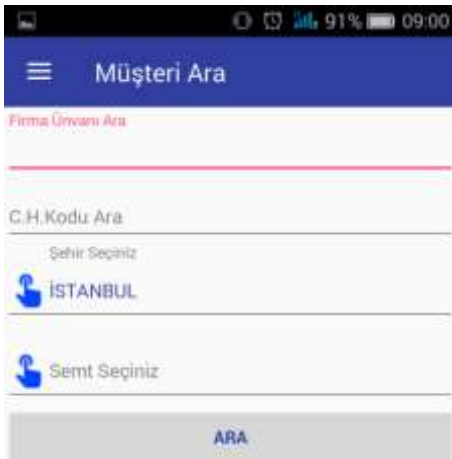 91% 09:00
Müşteri Ara
Firma Ünvanı Ara
C.H.Kodu Ara
Şehir Seçiniz
İSTANBUL
Semt Seçiniz
ARA